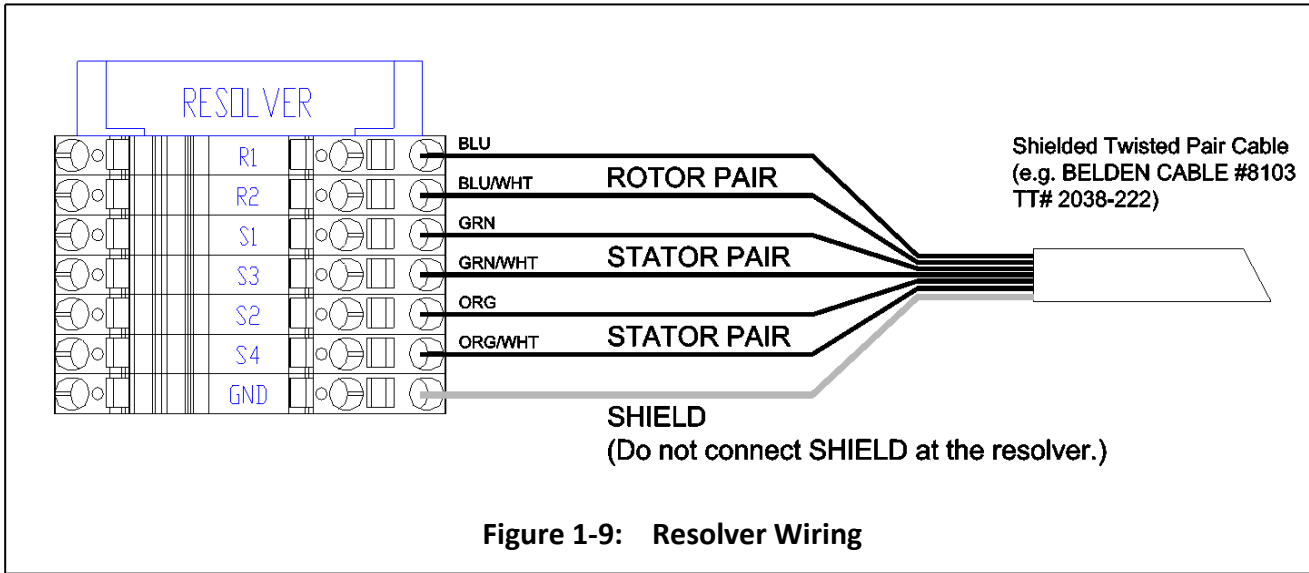 RESOLVER
R1
BLU
R2
BLU/WHT
ROTOR PAIR
S1
GRN
S3
GRN/WHT
STATOR PAIR
S2
ORG
S4
ORG/WHT
STATOR PAIR
GND
SHIELD
(Do not connect SHIELD at the resolver.)
Shielded Twisted Pair Cable
(e.g. BELDEN CABLE #8103
TT# 2038-222)
Figure 1-9: Resolver Wiring